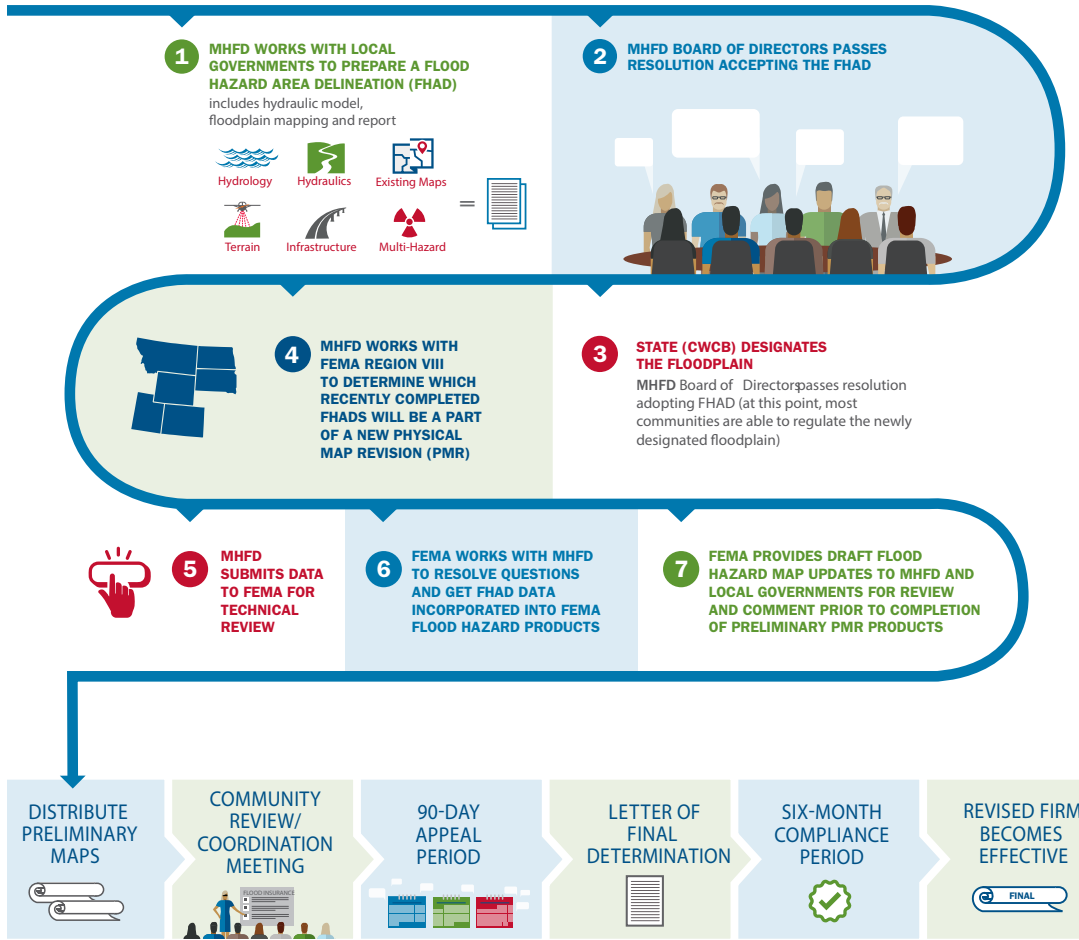 1
MHFD WORKS WITH LOCAL
GOVERNMENTS TO PREPARE A FLOOD
HAZARD AREA DELINEATION (FHAD)
includes hydraulic model,
floodplain mapping and report
Hydrology
Hydraulics
Existing Maps
=
Terrain
Infrastructure
Multi-Hazard
2
MHFD BOARD OF DIRECTORS PASSES
RESOLUTION ACCEPTING THE FHAD
3
STATE (CWCB) DESIGNATES
THE FLOODPLAIN
MHFD Board of Directorspasses resolution
adopting FHAD (at this point, most
communities are able to regulate the newly
designated floodplain)
4
MHFD WORKS WITH
FEMA REGION VIII
TO DETERMINE WHICH
RECENTLY COMPLETED
FHADS WILL BE A PART
OF A NEW PHYSICAL
MAP REVISION (PMR)
5
MHFD
SUBMITS DATA
TO FEMA FOR
TECHNICAL
REVIEW
6
FEMA WORKS WITH MHFD
TO RESOLVE QUESTIONS
AND GET FHAD DATA
INCORPORATED INTO FEMA
FLOOD HAZARD PRODUCTS
7
FEMA PROVIDES DRAFT FLOOD
HAZARD MAP UPDATES TO MHFD AND
LOCAL GOVERNMENTS FOR REVIEW
AND COMMENT PRIOR TO COMPLETION
OF PRELIMINARY PMR PRODUCTS
DISTRIBUTE
PRELIMINARY
MAPS
COMMUNITY
REVIEW/
COORDINATION
MEETING
FLOOD INSURANCE
90-DAY
APPEAL
PERIOD
LETTER OF
FINAL
DETERMINATION
SIX-MONTH
COMPLIANCE
PERIOD
REVISED FIRM
BECOMES
EFFECTIVE
FINAL